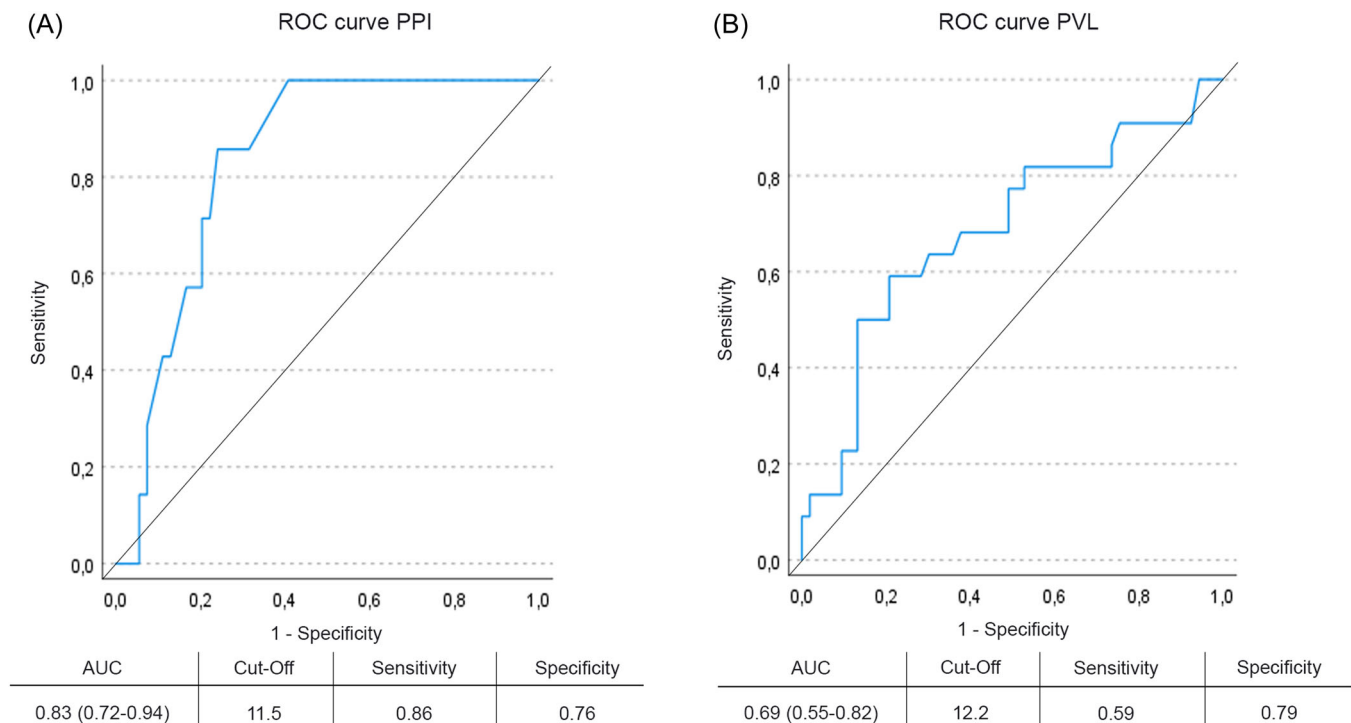 (A)
ROC curve PPI
1,0
0,8
0,6
0,4
0,2
0,0
Sensitivity
0,0 0,2 0,4 0,6 0,8 1,0
1 - Specificity
AUC Cut-Off Sensitivity Specificity
0.83 (0.72-0.94) 11.5 0.86 0.76
(B)
ROC curve PVL
1,0
0,8
0,6
0,4
0,2
0,0
Sensitivity
0,0 0,2 0,4 0,6 0,8 1,0
1 - Specificity
AUC Cut-Off Sensitivity Specificity
0.69 (0.55-0.82) 12.2 0.59 0.79